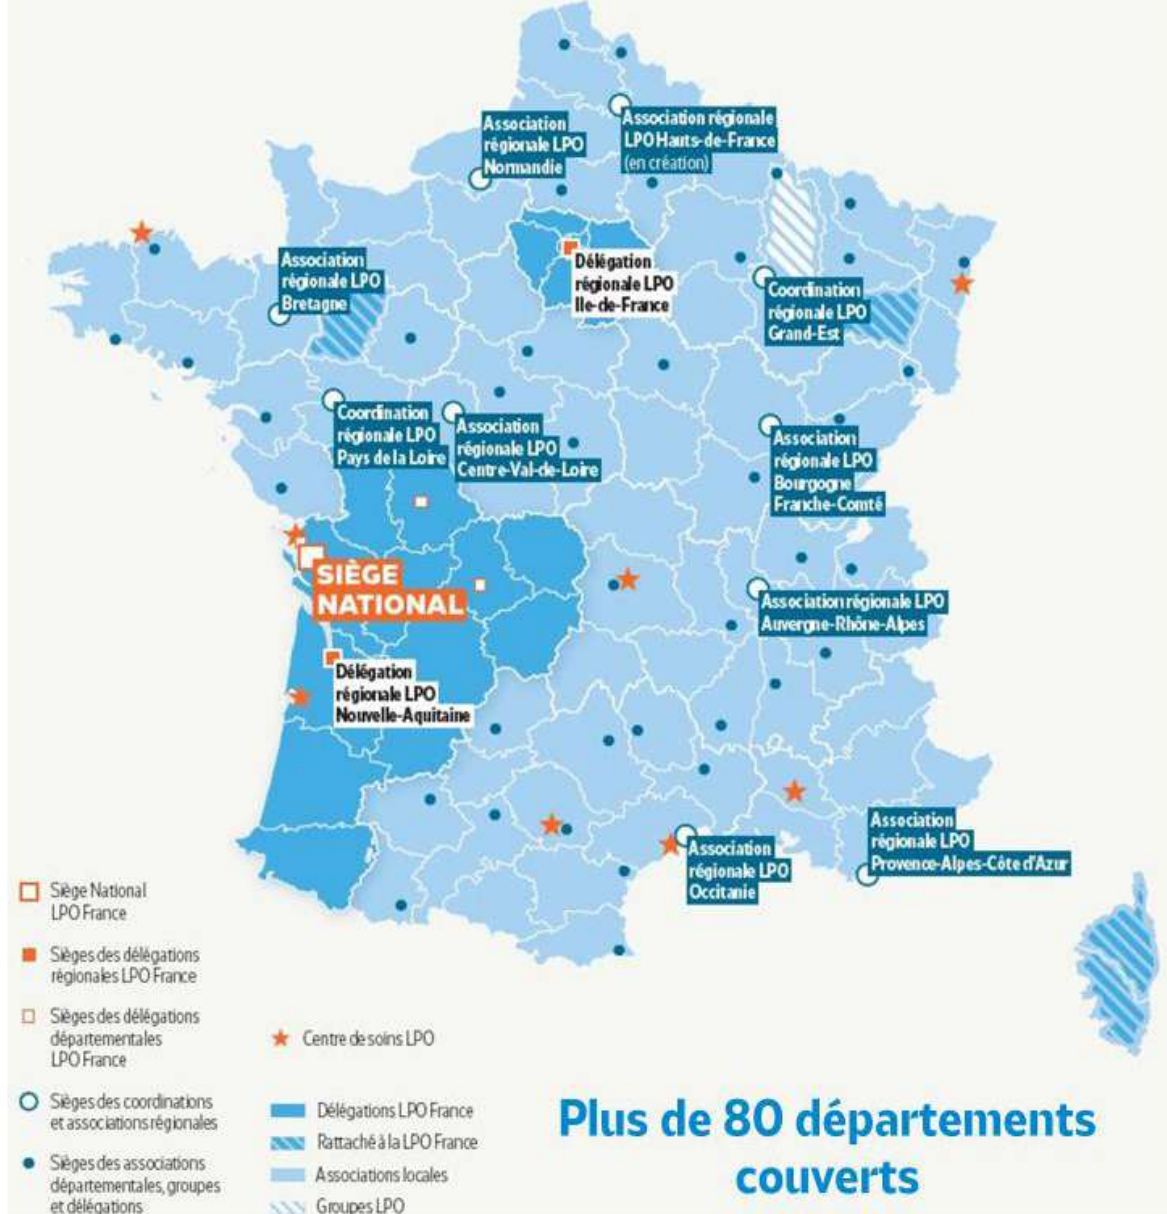 Association régionale
LPO Hauts-de-France
(en création)
Association
régionale LPO
Normandie
Association
régionale LPO
Bretagne
Délégation
régionale LPO
Ile-de-France
Coordination
régionale LPO
Grand-Est
Coordination
régionale LPO
Pays de la Loire
Association
régionale LPO
Centre-Val-de-Loire
Association
régionale LPO
Bourgogne
Franche-Comté
SIÈGE
NATIONAL
Association régionale LPO
Auvergne-Rhône-Alpes
Délégation
régionale LPO
Nouvelle-Aquitaine
Association
régionale LPO
Occitanie
Association
régionale LPO
Provence-Alpes-Côte d'Azur
Siège National
LPO France
Sièges des délégations
régionales LPO France
Sièges des délégations
départementales
LPO France
Sièges des coordinations
et associations régionales
Sièges des associations
départementales, groupes
et délégations
Centre de soins LPO
Délégations LPO France
Rattaché à la LPO France
Associations locales
Groupes LPO
Plus de 80 départements
couverts